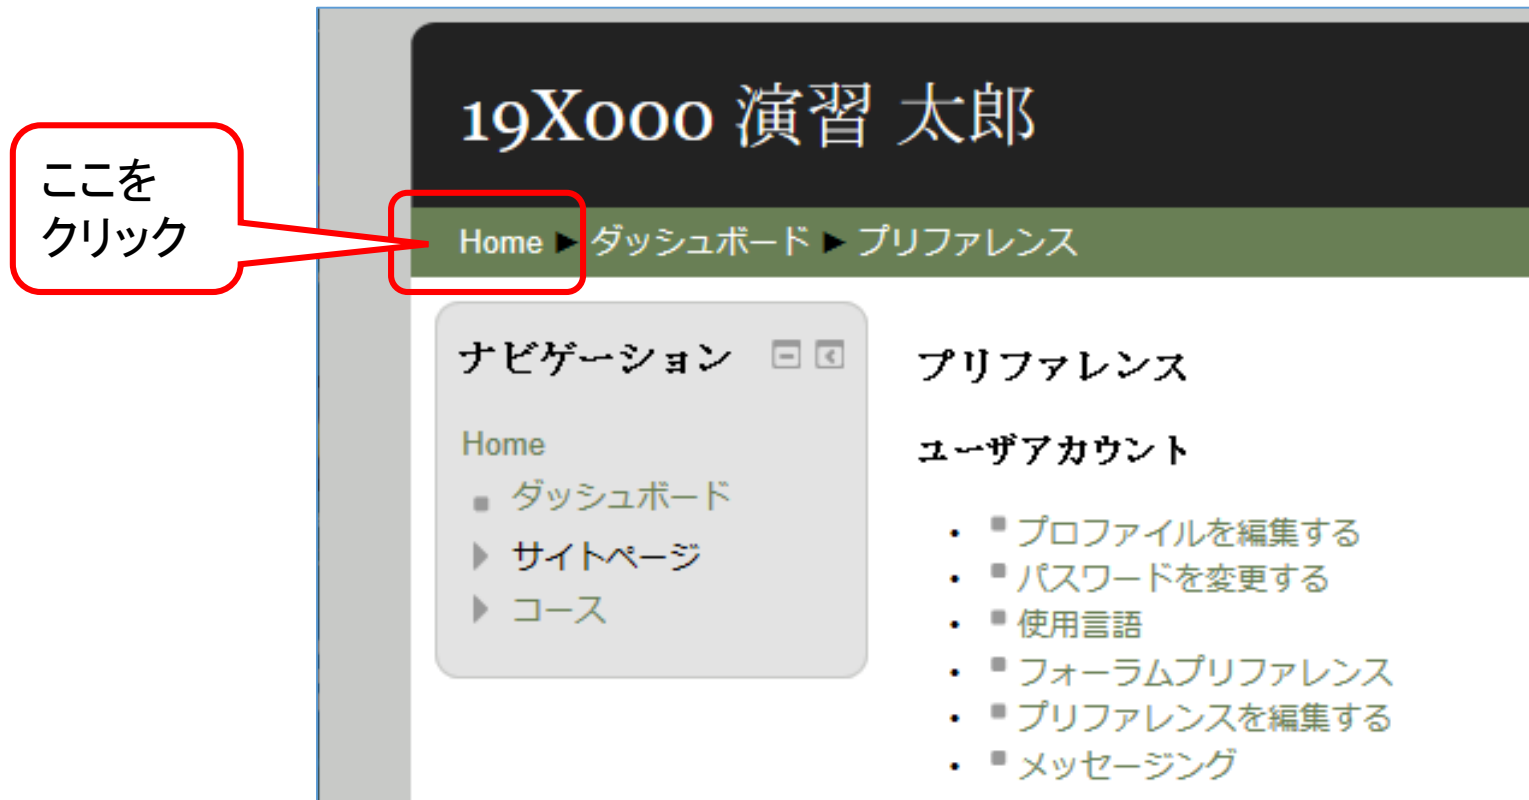 19X000 演習 太郎
ここを
クリック
Home ▶ ダッシュボード ▶ プリファレンス
ナビゲーション
Home
ダッシュボード
サイトページ
コース
プリファレンス
ユーザアカウント
プロファイルを編集する
パスワードを変更する
使用言語
フォーラムプリファレンス
プリファレンスを編集する
メッセージング